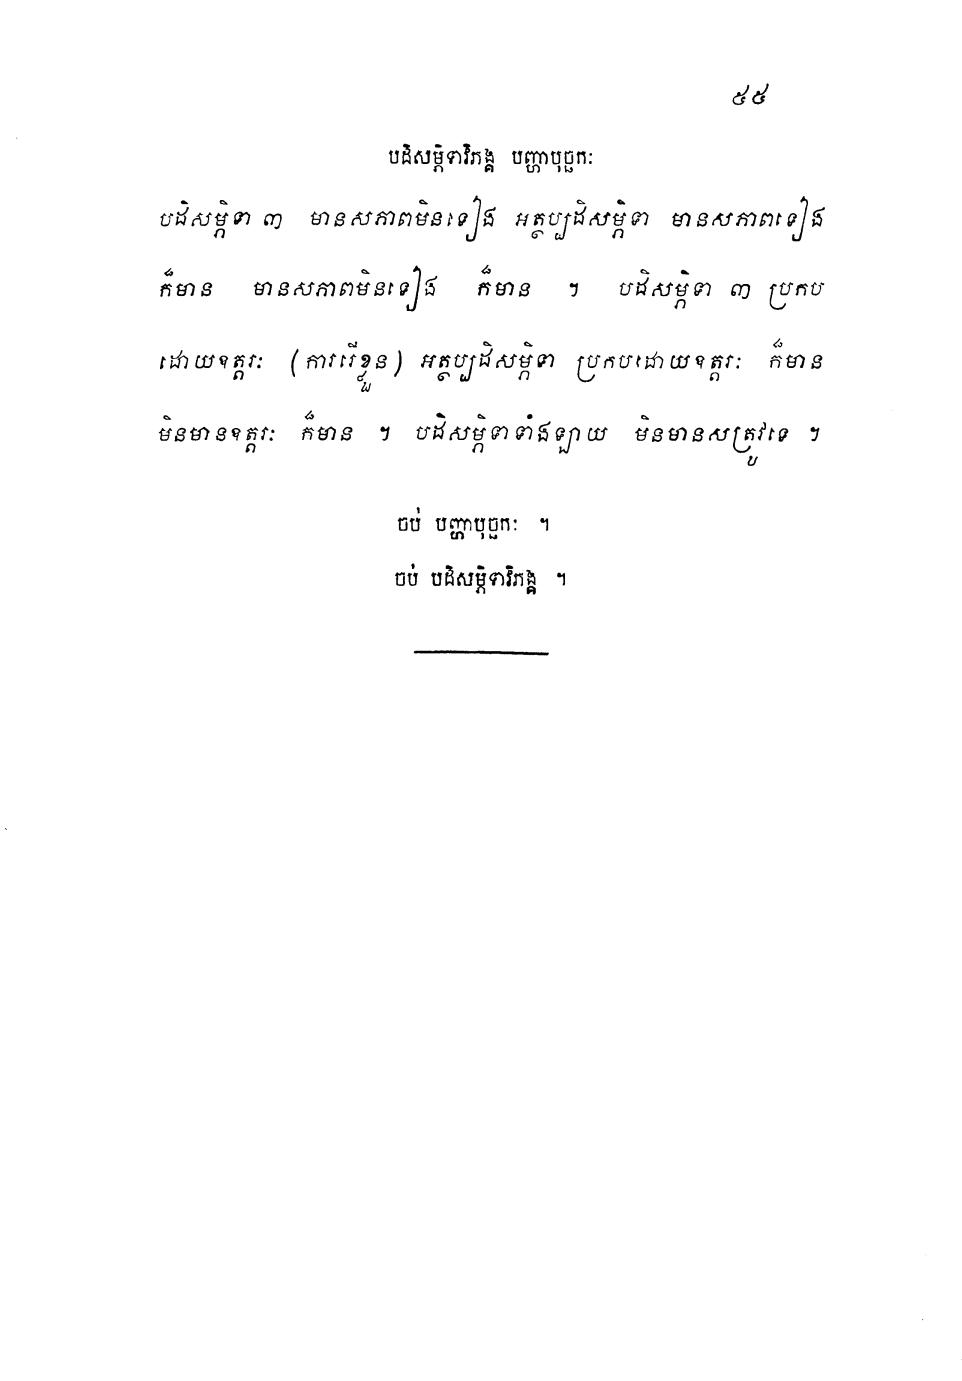 ៥៥
បដិសម្ភិទាវិភង្គ បញ្ហាបុច្ឆកៈ
បដិសម្ភិទា ៣ មានសភាពមិនទៀង អត្ថប្បដិសម្ភិទា មានសភាពទៀង
ក៏មាន មានសភាពមិនទៀង ក៏មាន ។ បដិសម្ភិទា ៣ ប្រកប
ដោយឧត្តរៈ (ការរើខ្លួន) អត្ថប្បដិសម្ភិទា ប្រកបដោយឧត្តរៈ ក៏មាន
មិនមានឧត្តរៈ ក៏មាន ។ បដិសម្ភិទាទាំងឡាយ មិនមានសត្រូវទេ ។
ចប់ បញ្ហាបុច្ឆកៈ ។
ចប់ បដិសម្ភិទាវិភង្គ ។